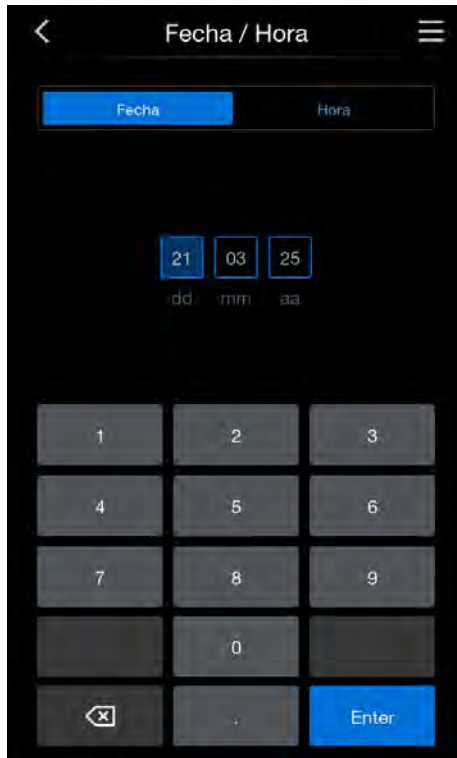 Fecha / Hora
Fecha Hora
21 03 25
dd mm aa
1 2 3
4 5 6
7 8 9
0
. Enter